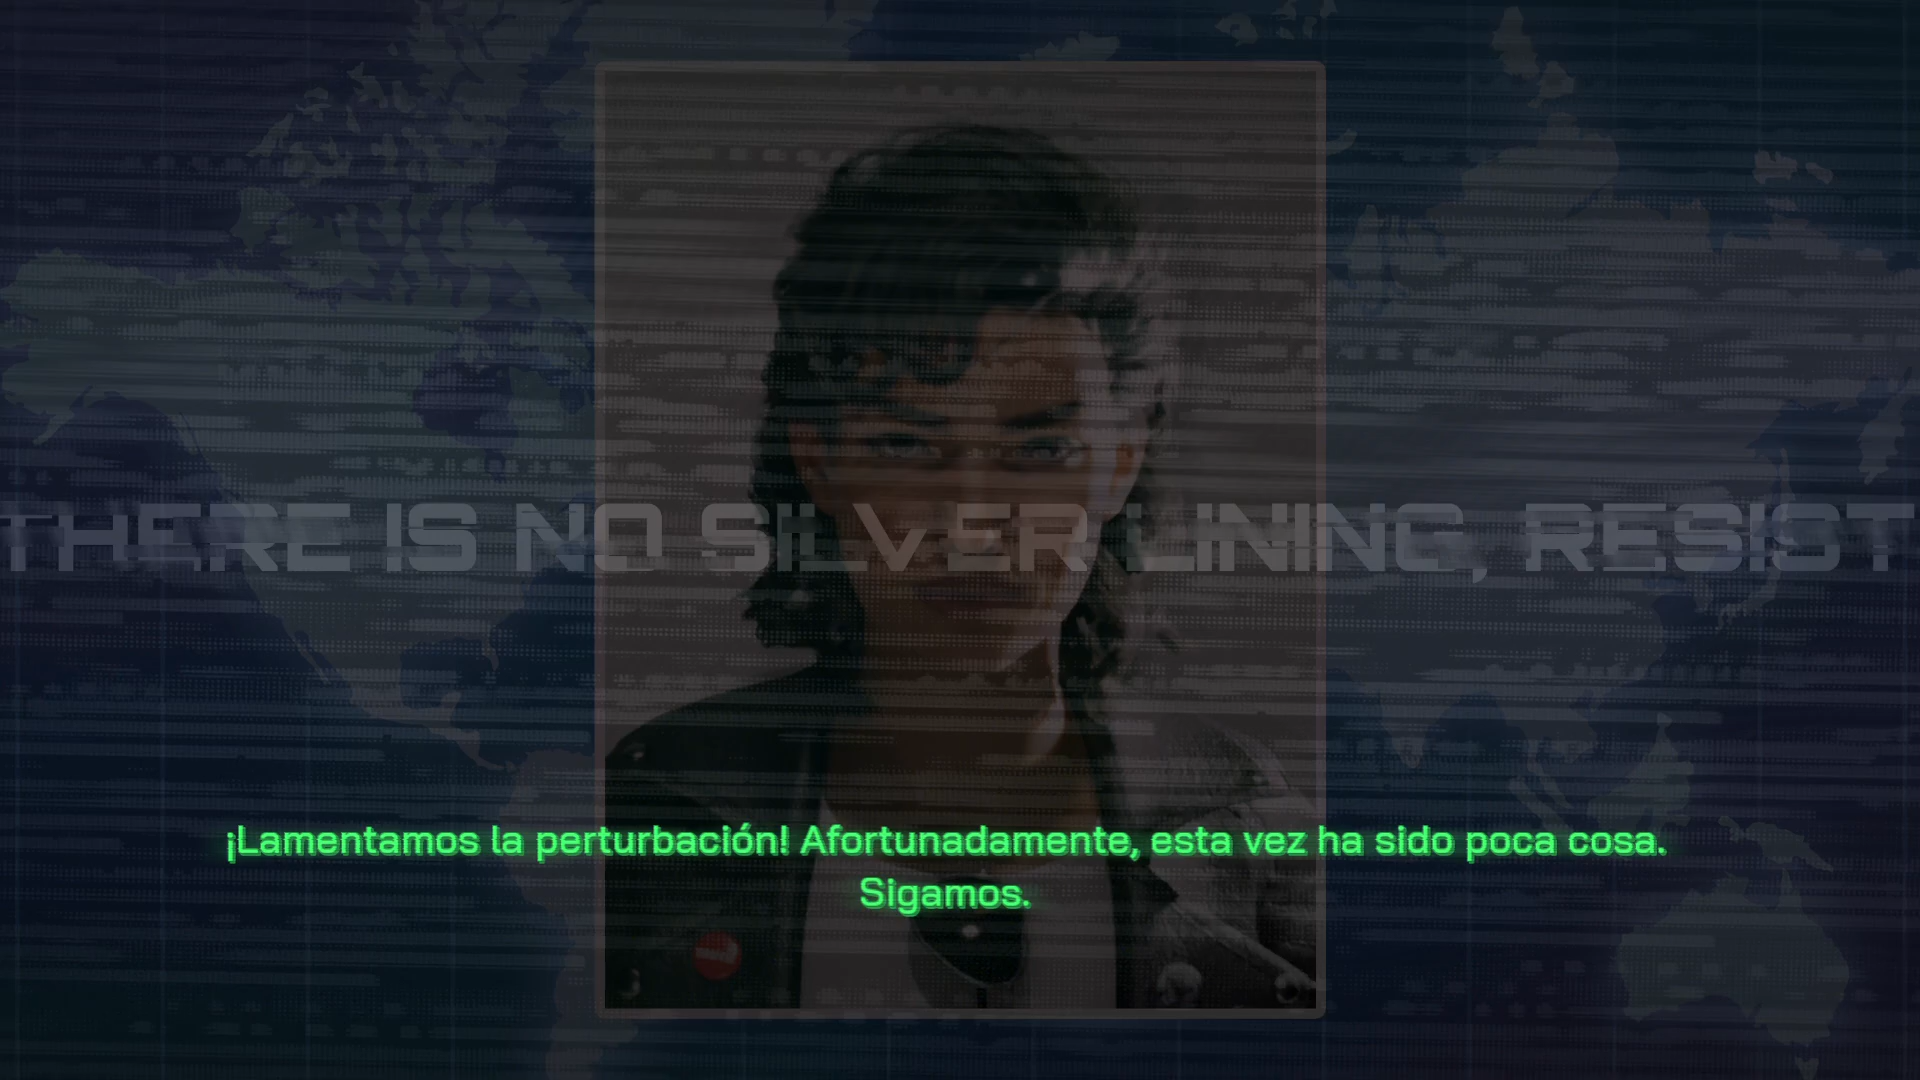 THERE IS NO SILVER LINING, RESIST
¡Lamentamos la perturbación! Afortunadamente, esta vez ha sido poca cosa.
Sigamos.